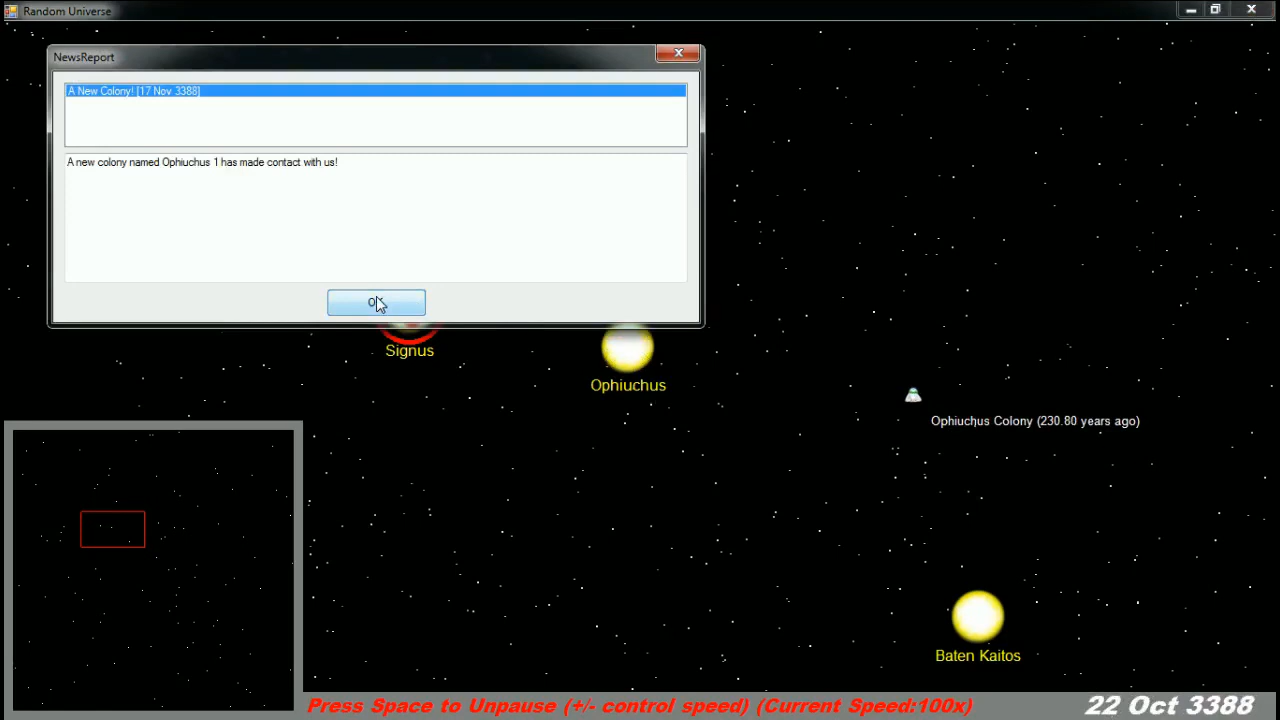 Random Universe
NewsReport
A New Colony! [17 Nov 3388]
A new colony named Ophiuchus 1 has made contact with us!
Signus
Ophiuchus
Ophiuchus Colony (230.80 years ago)
Baten Kaitos
Press Space to Unpause (+/- control speed) (Current Speed:100x)
22 Oct 3388